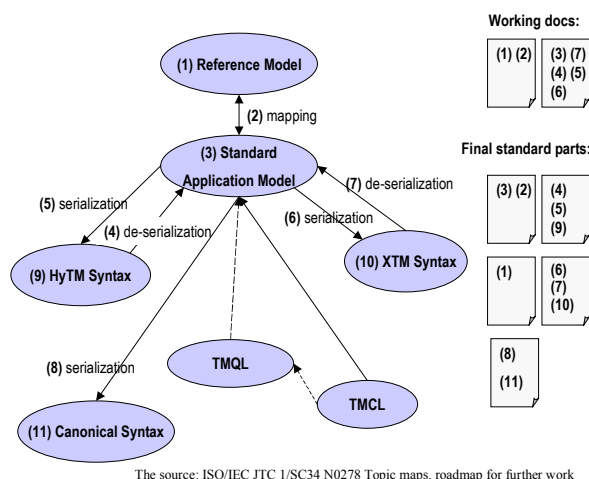 Working docs:
(1) (2)
(3) (7)
(4) (5)
(6)
(1) Reference Model
(2) mapping
(3) Standard
Application Model
(7) de-serialization
(5) serialization
(6) serialization
(4) de-serialization
(9) HyTM Syntax
(10) XTM Syntax
(8) serialization
TMQL
TMCL
(11) Canonical Syntax
Final standard parts:
(3) (2)
(4)
(5)
(9)
(1)
(6)
(7)
(10)
(8)
(11)
The source: ISO/IEC JTC 1/SC34 N0278 Topic maps, roadmap for further work